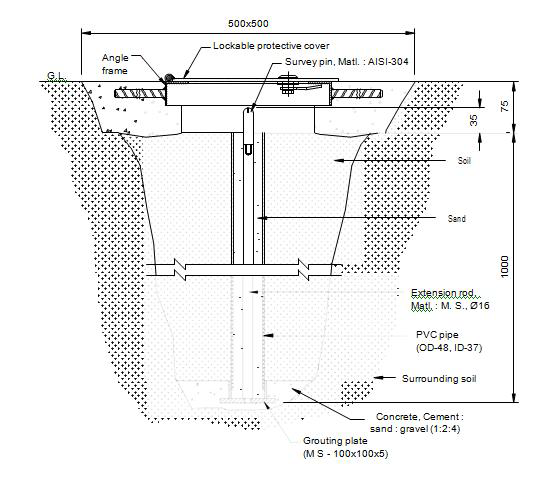 500x500
Lockable protective cover
Angle
frame
Survey pin, Matl. : AISI-304
G.L.
75
35
Soil
Sand
1000
Extension rod
Matl : M. S., Ø16
PVC pipe
(OD-48, ID-37)
Surrounding soil
Concrete, Cement :
sand : gravel (1:2:4)
Grouting plate
(M S - 100x100x5)